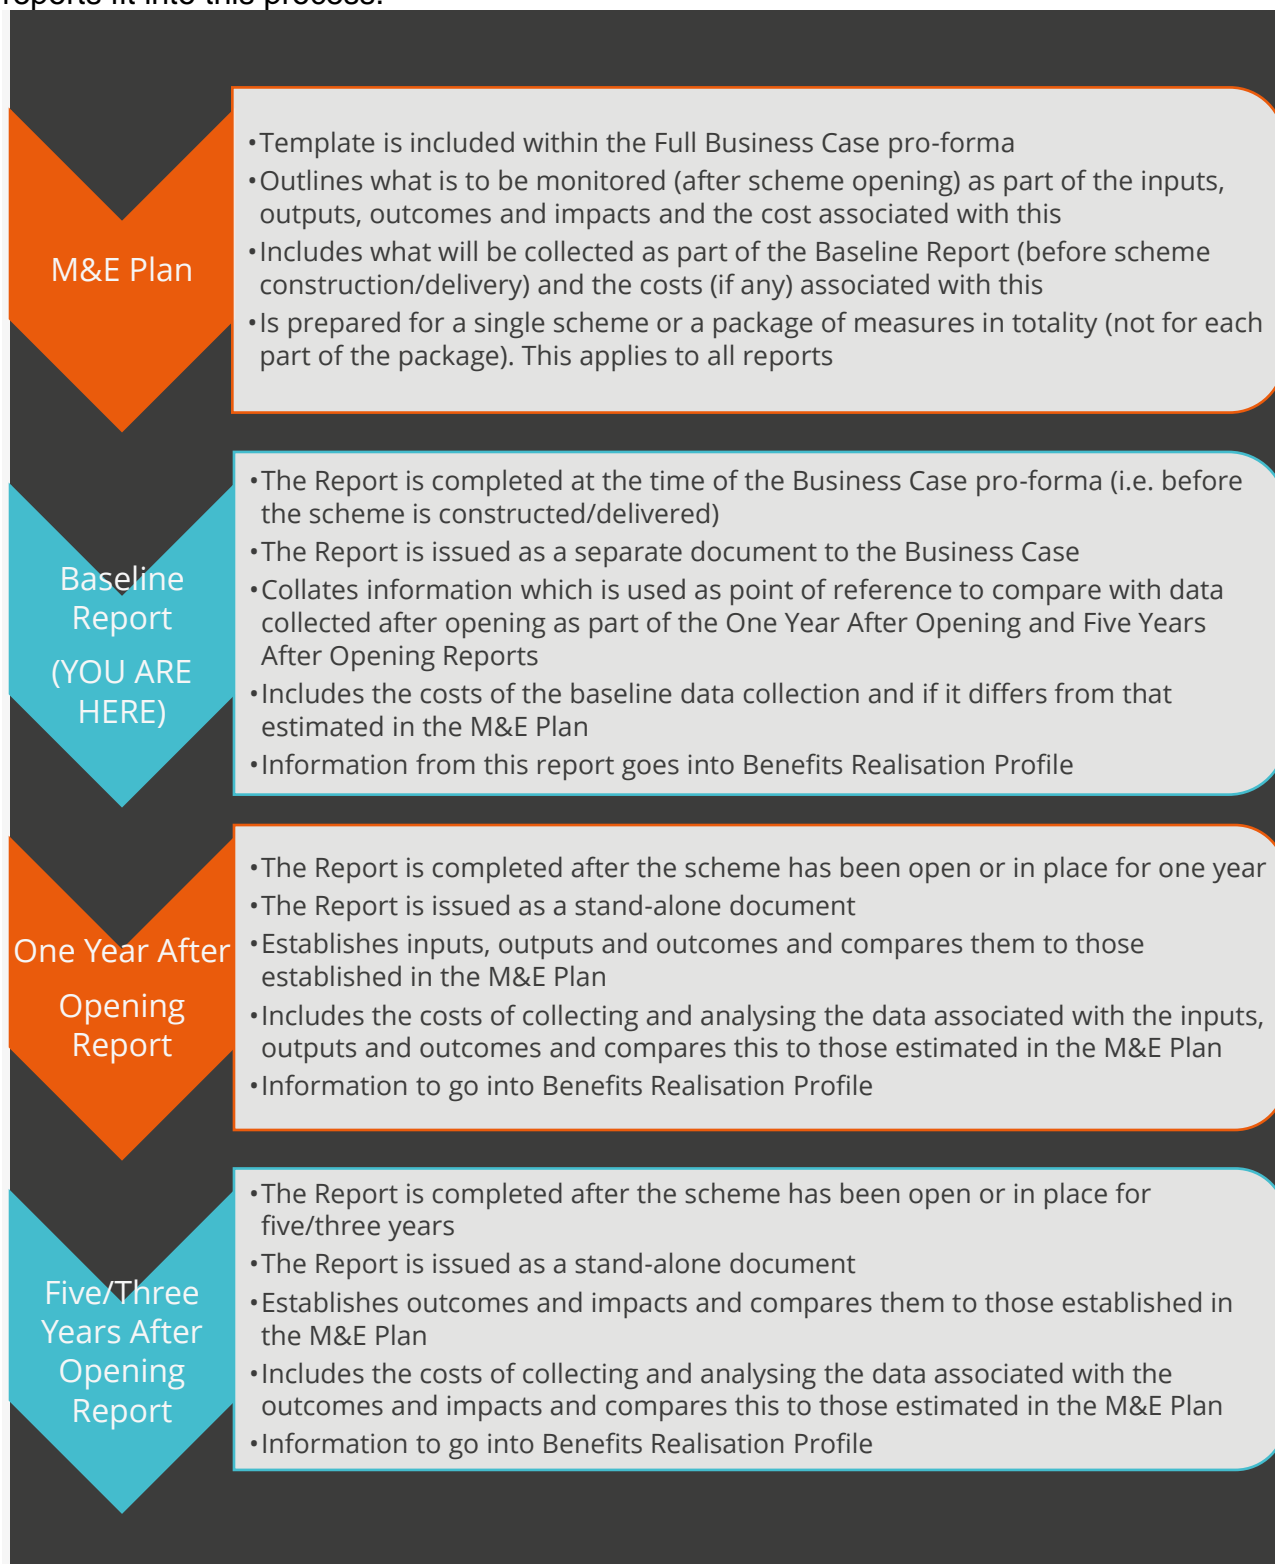 reports fit into this process.
M&E Plan
•Template is included within the Full Business Case pro-forma
•Outlines what is to be monitored (after scheme opening) as part of the inputs,
outputs, outcomes and impacts and the cost associated with this
•Includes what will be collected as part of the Baseline Report (before scheme
construction/delivery) and the costs (if any) associated with this
•Is prepared for a single scheme or a package of measures in totality (not for each
part of the package). This applies to all reports
Baseline
Report
(YOU ARE
HERE)
•The Report is completed at the time of the Business Case pro-forma (i.e. before
the scheme is constructed/delivered)
•The Report is issued as a separate document to the Business Case
•Collates information which is used as point of reference to compare with data
collected after opening as part of the One Year After Opening and Five Years
After Opening Reports
•Includes the costs of the baseline data collection and if it differs from that
estimated in the M&E Plan
•Information from this report goes into Benefits Realisation Profile
One Year After
Opening
Report
•The Report is completed after the scheme has been open or in place for one year
•The Report is issued as a stand-alone document
•Establishes inputs, outputs and outcomes and compares them to those
established in the M&E Plan
•Includes the costs of collecting and analysing the data associated with the inputs,
outputs and outcomes and compares this to those estimated in the M&E Plan
•Information to go into Benefits Realisation Profile
Five/Three
Years After
Opening
Report
•The Report is completed after the scheme has been open or in place for
five/three years
•The Report is issued as a stand-alone document
•Establishes outcomes and impacts and compares them to those established in
the M&E Plan
•Includes the costs of collecting and analysing the data associated with the
outcomes and impacts and compares this to those estimated in the M&E Plan
•Information to go into Benefits Realisation Profile